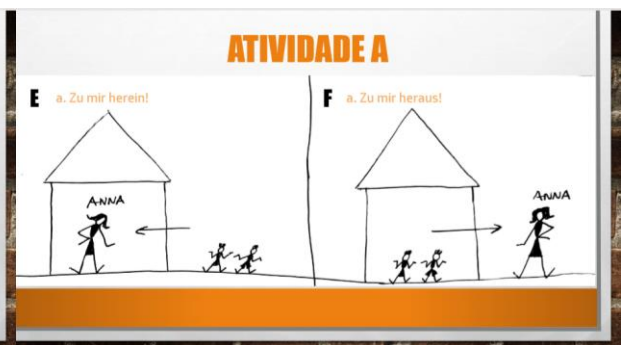 ATIVIDADE A
E a. Zu mir herein!
F a. Zu mir heraus!
ANNA
ANNA